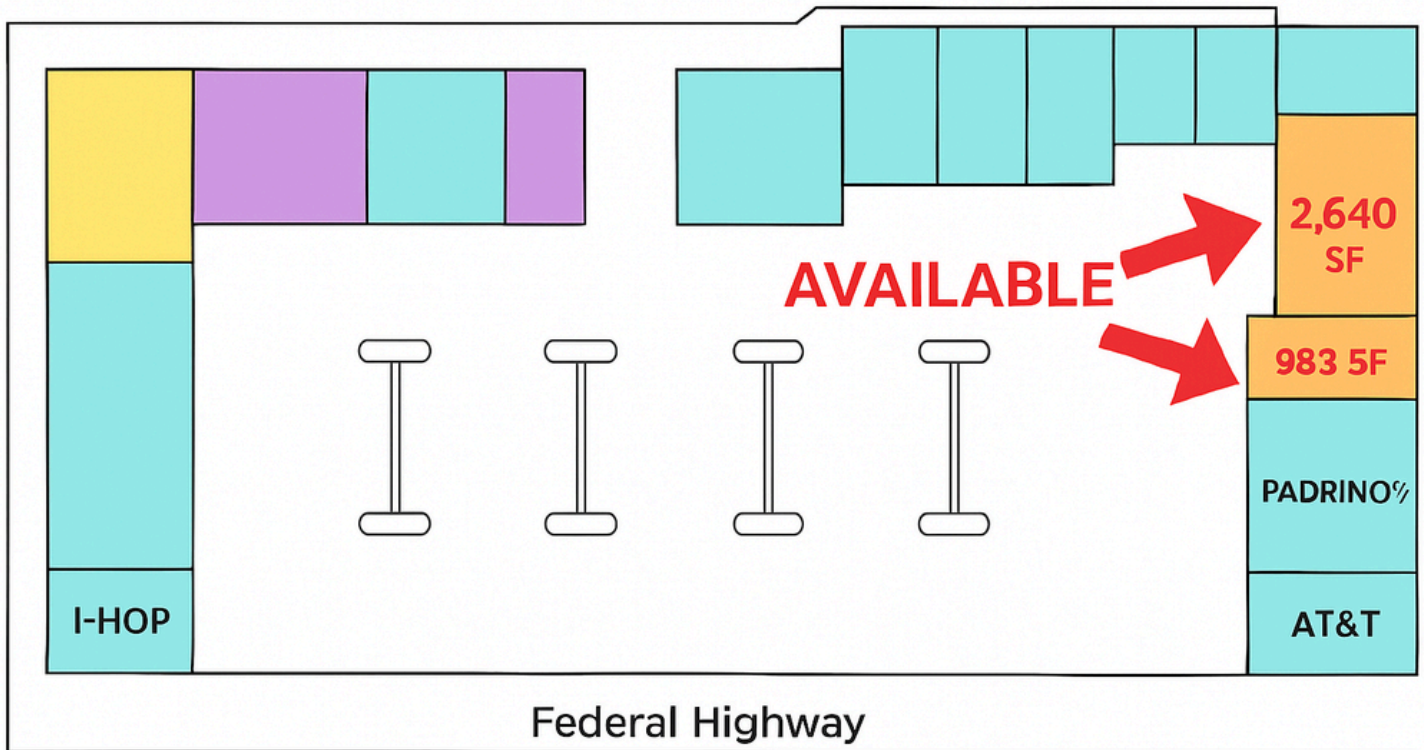 2,640
SF
AVAILABLE
983 5F
PADRINO
I-HOP
AT&T
Federal Highway